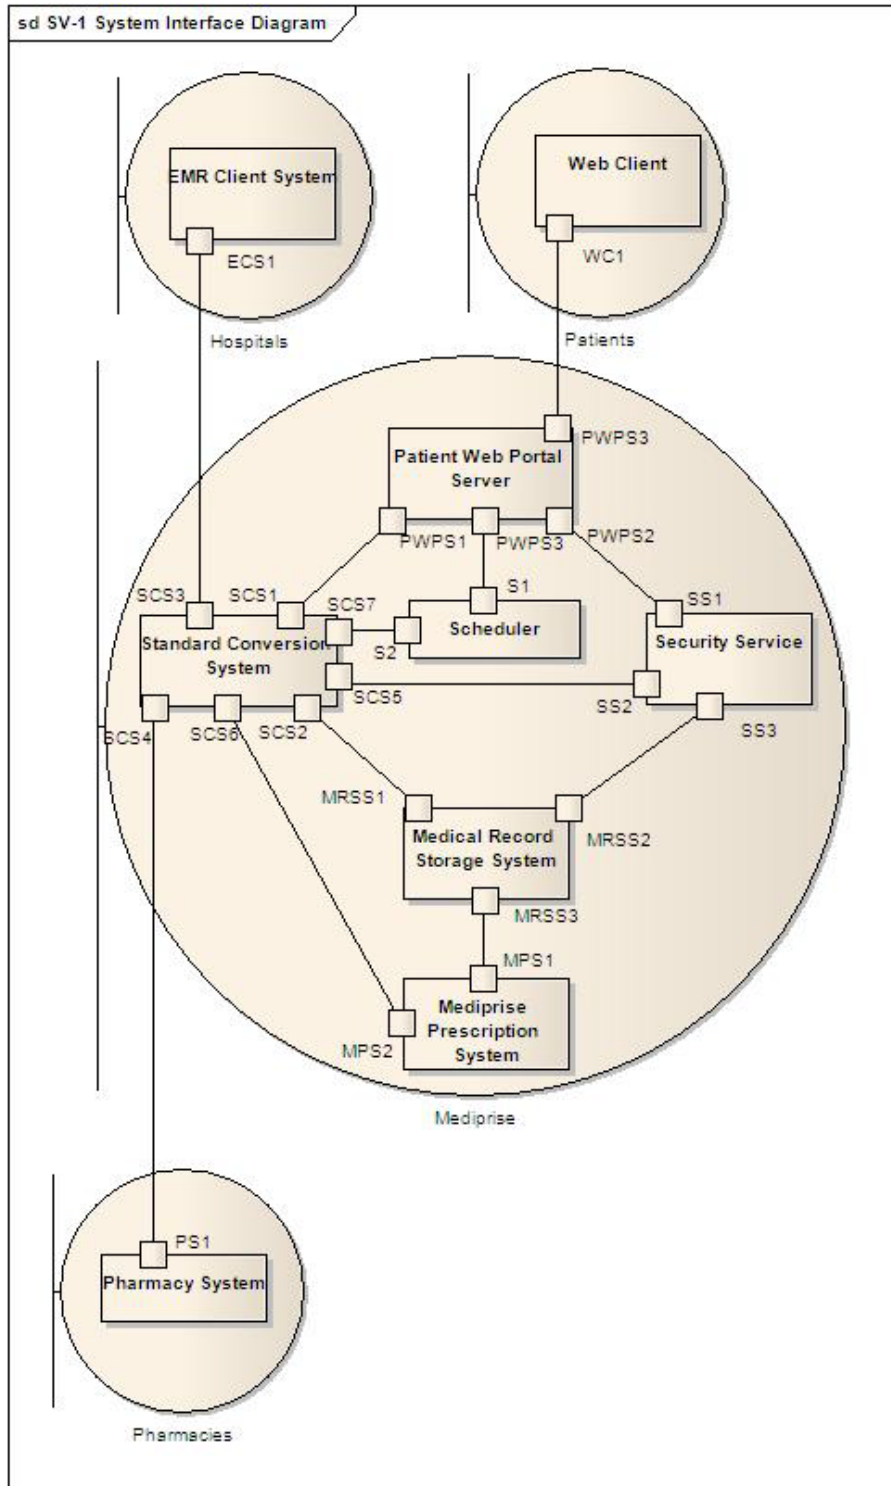 sd SV-1 System Interface Diagram
EMR Client System
ECS1
Hospitals
Web Client
WC1
Patients
PWPS3
Patient Web Portal
Server
PWPS1
PWPS3
PWPS2
SCS3
SCS1
SCS7
S1
SS1
Standard Conversion
System
S2
Scheduler
Security Service
SCS5
SS2
SS3
SCS4
SCS6
SCS2
MRSS1
MRSS2
Medical Record
Storage System
MRSS3
MPS1
MPS2
Mediprise
Prescription
System
Mediprise
PS1
Pharmacy System
Pharmacies